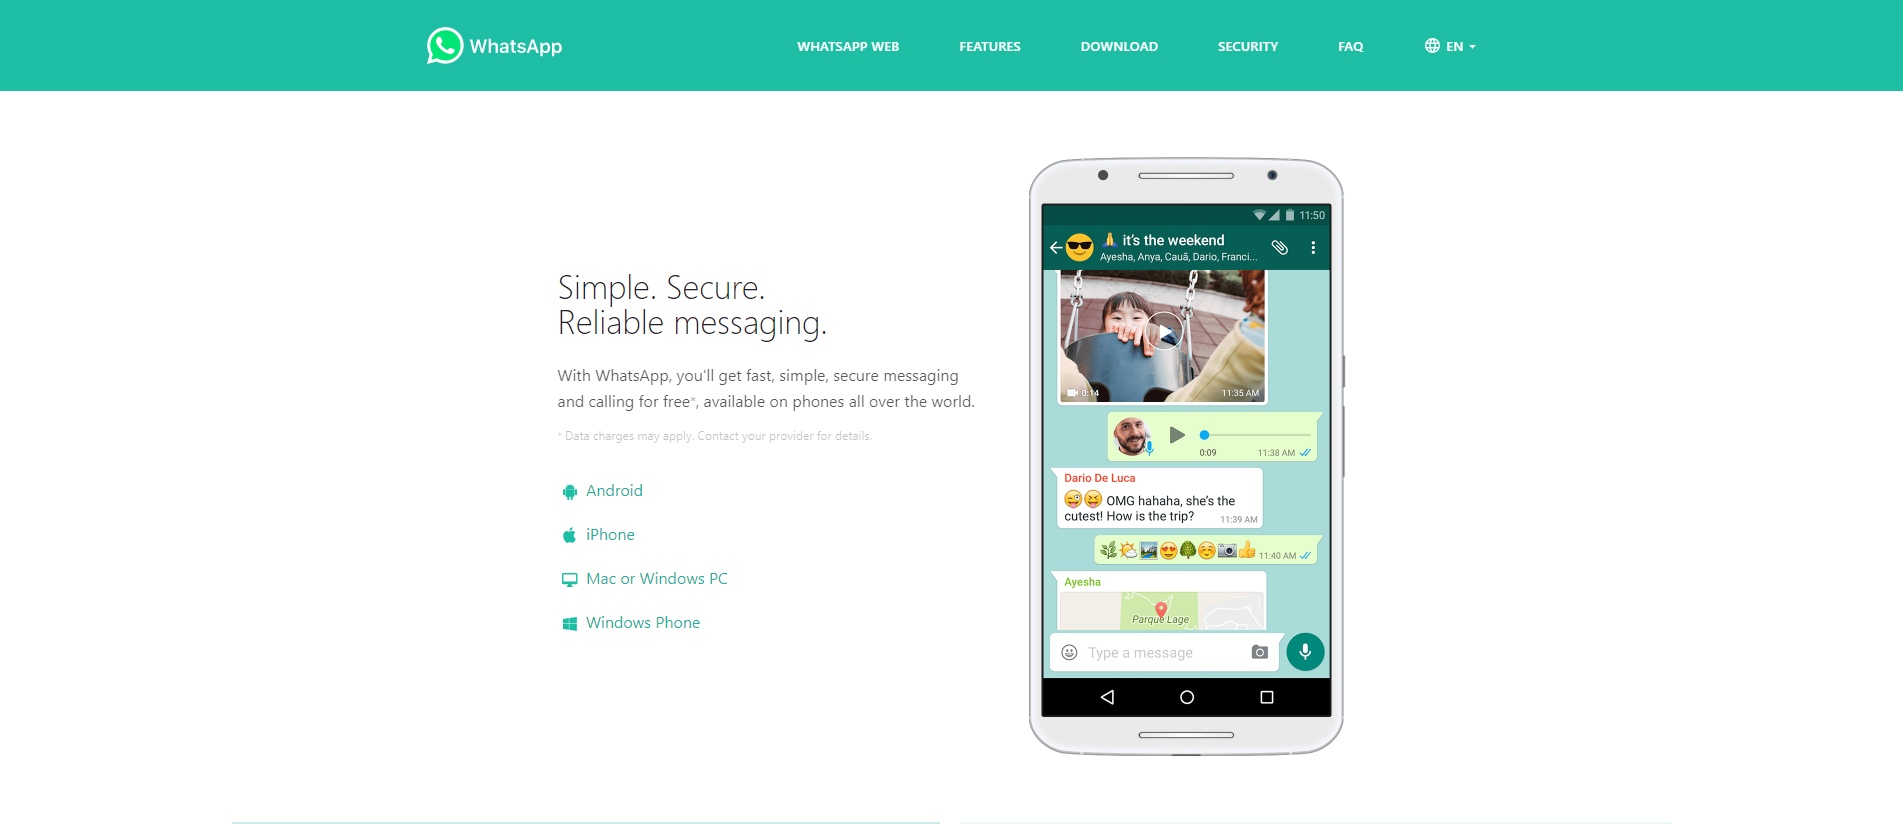 WhatsApp
WHATSAPP WEB
FEATURES
DOWNLOAD
SECURITY
FAQ
EN
Simple. Secure.
Reliable messaging.
With WhatsApp, you'll get fast, simple, secure messaging
and calling for free*, available on phones all over the world.
* Data charges may apply. Contact your provider for details.
Android
iPhone
Mac or Windows PC
Windows Phone
11:50
🙏 it's the weekend
Ayesha, Anya, Cauã, Dario, Franci...
0:14
11:35 AM
0:09
11:38 AM
Dario De Luca
😜😝 OMG hahaha, she's the
cutest! How is the trip?
11:39 AM
🌿🌤🏞😍🌳☺📷👍 11:40 AM
Ayesha
Parque Lage
Type a message